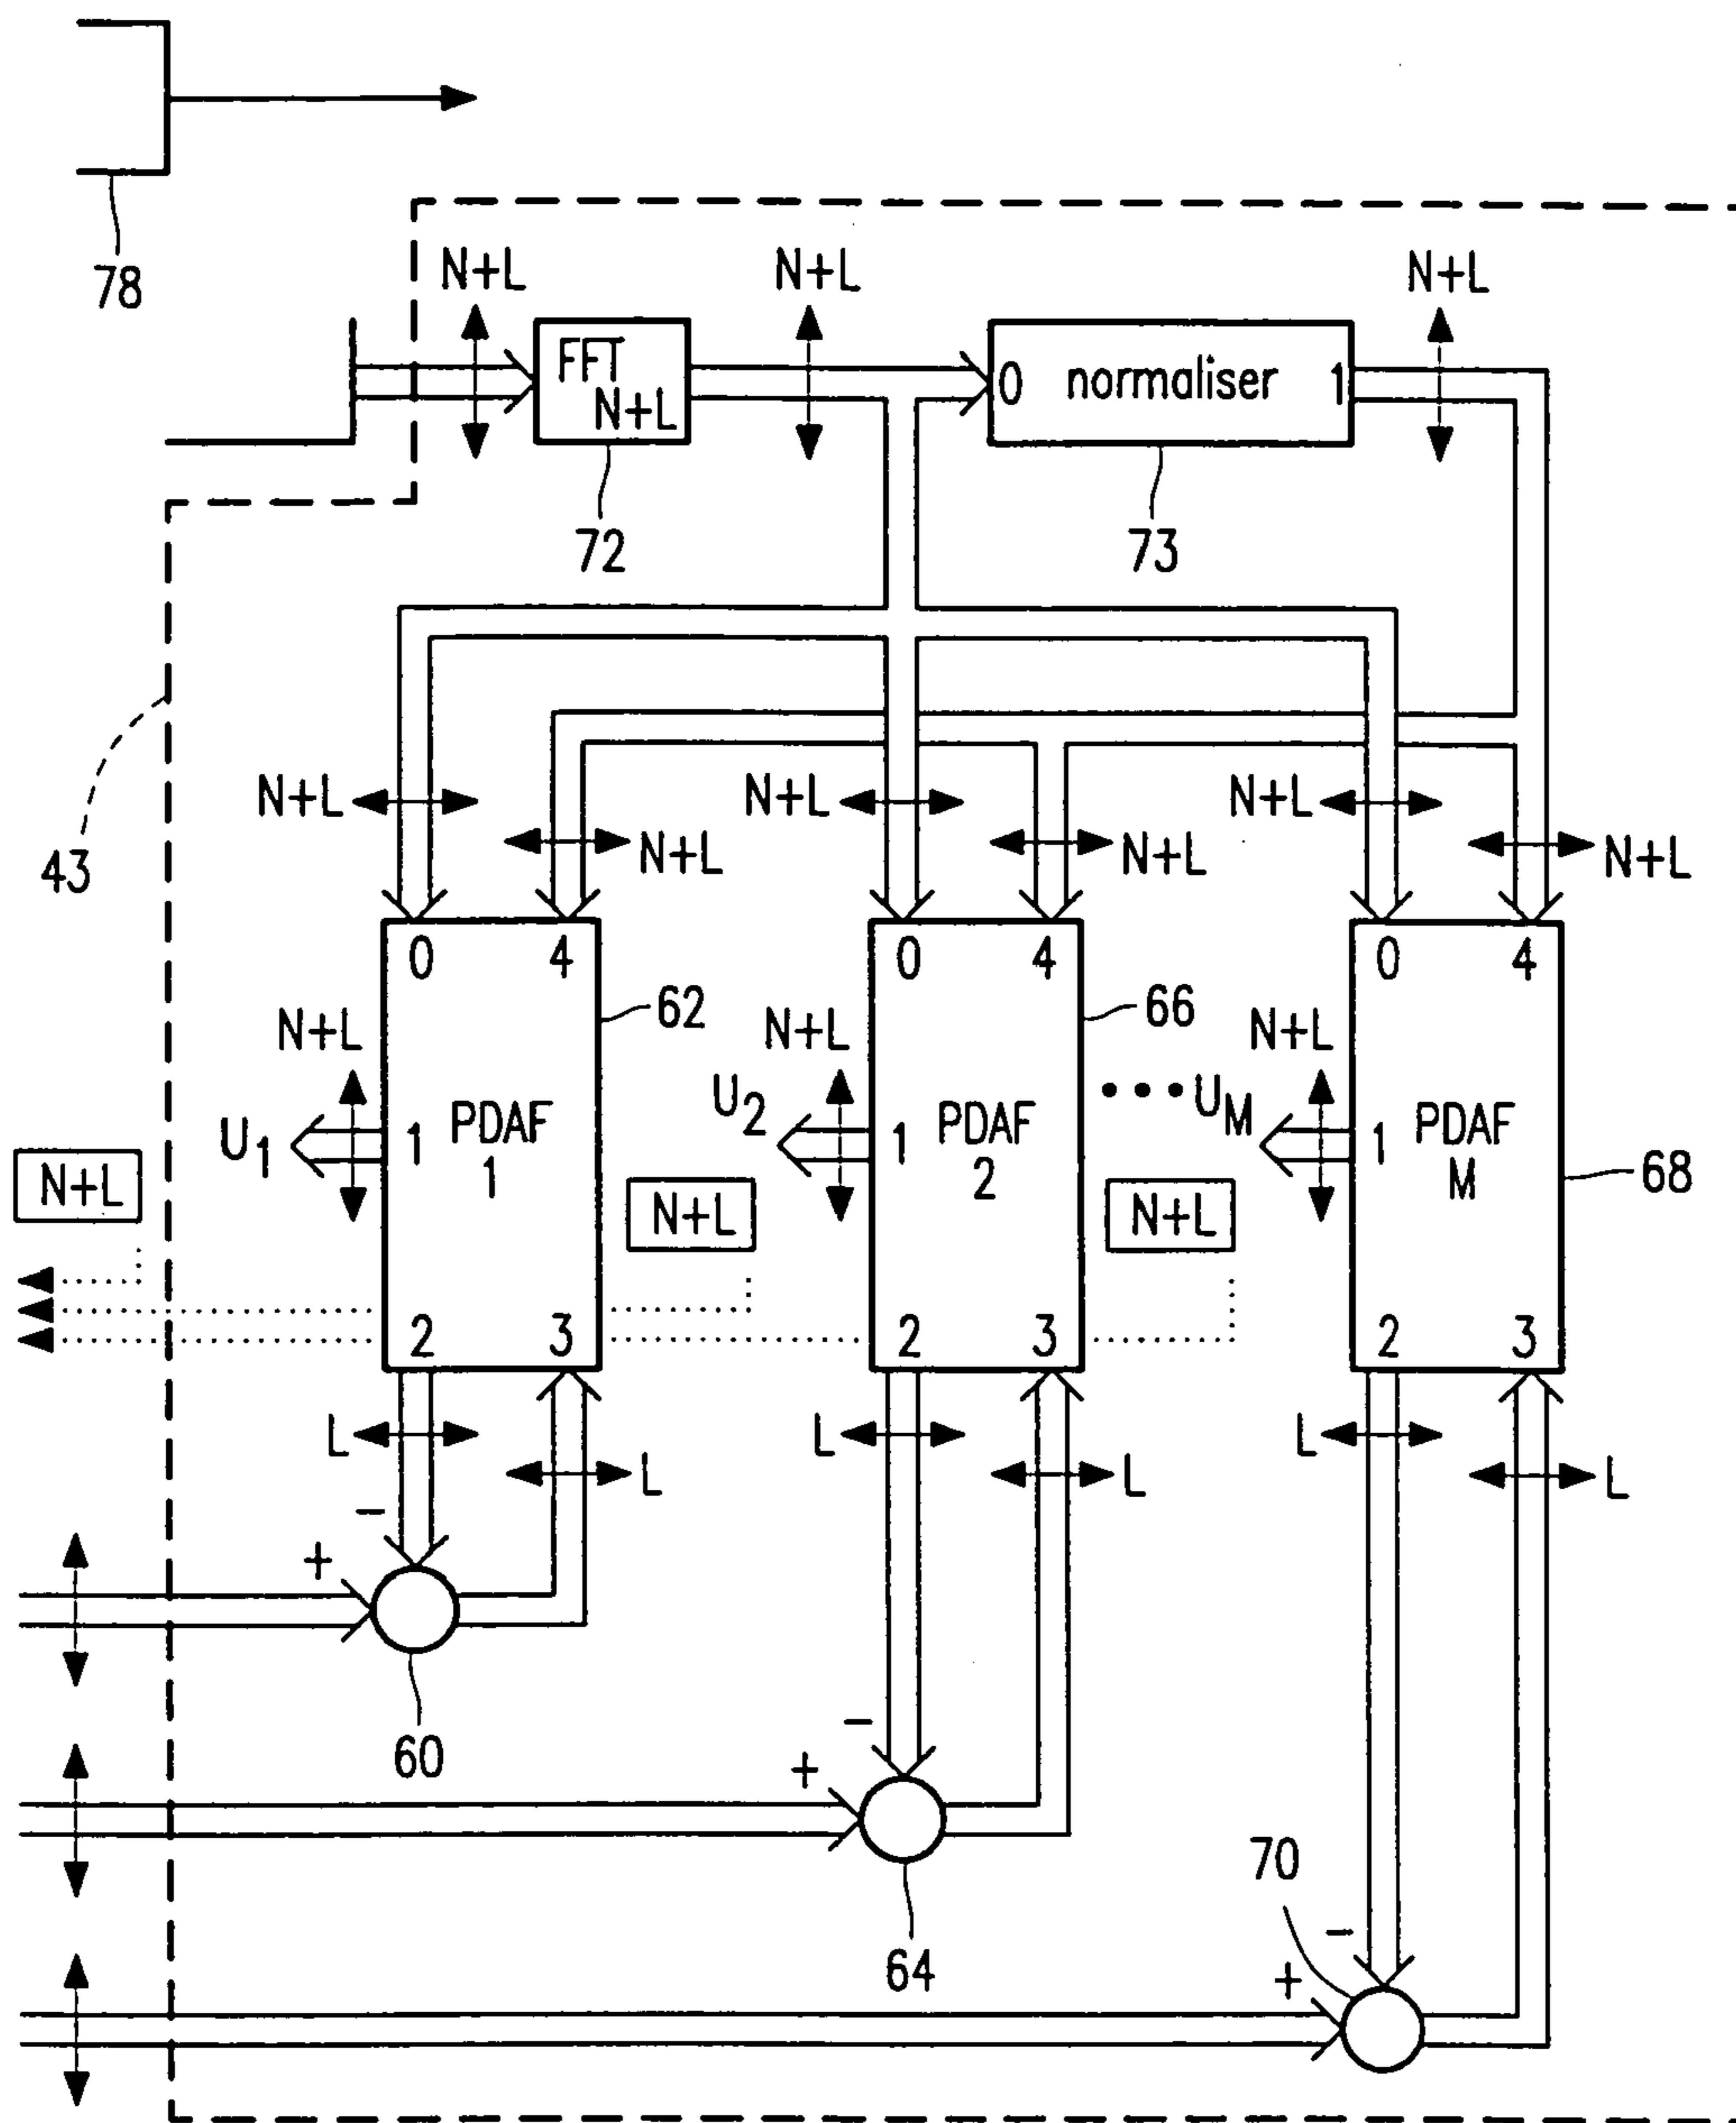 78
N+L
N+L
N+L
FFT
N+L
0 normaliser 1
72
73
N+L
N+L
N+L
N+L
N+L
N+L
43
0 4
0 4
0 4
62
66
N+L
N+L
N+L
U1
1 PDAF
1
U2
1 PDAF
2
•••
UM
1 PDAF
M
68
N+L
N+L
N+L
2 3
2 3
2 3
L
L
L
L
L
L
−
+
60
−
+
64
70
−
+